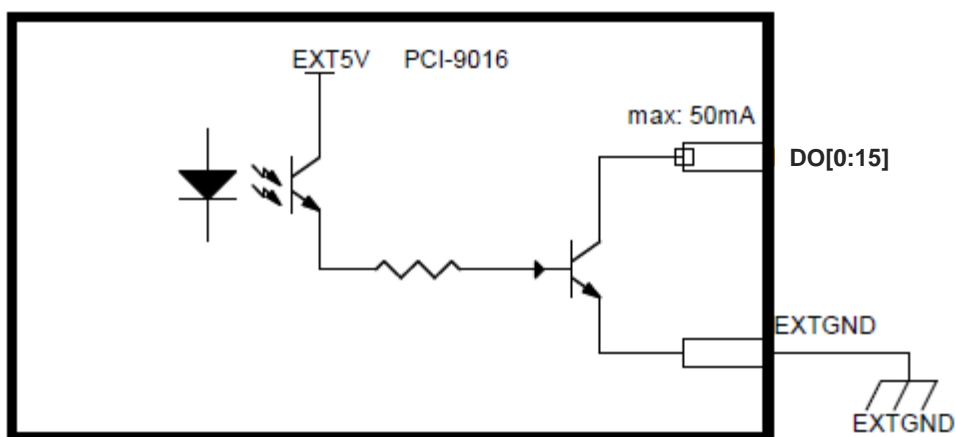 EXT5V PCI-9016
max: 50mA
DO[0:15]
EXTGND
EXTGND